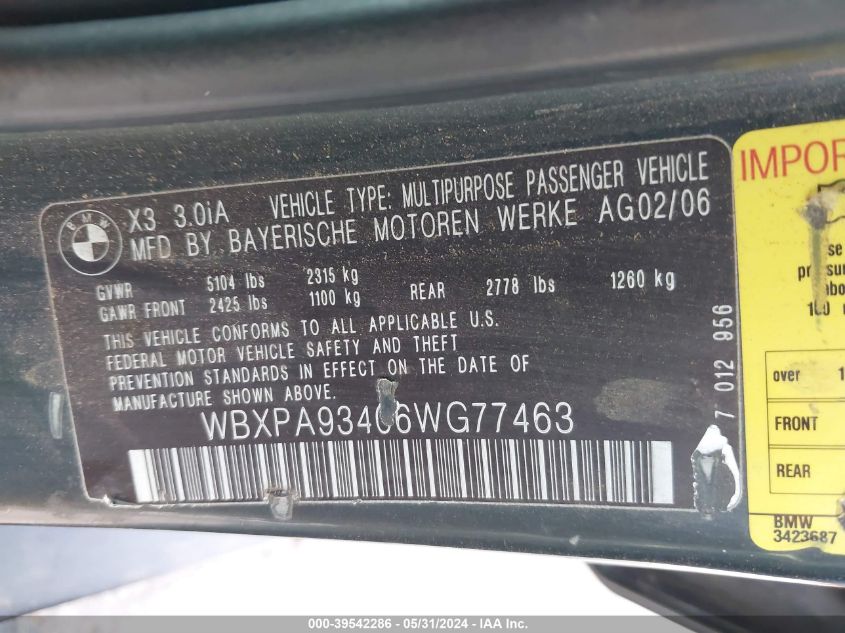 X3 3.0iA VEHICLE TYPE: MULTIPURPOSE PASSENGER VEHICLE
MFD BY BAYERISCHE MOTOREN WERKE AG02/06
GVWR 5104 lbs 2315 kg
GAWR FRONT 2425 lbs 1100 kg REAR 2778 lbs 1260 kg
THIS VEHICLE CONFORMS TO ALL APPLICABLE U.S.
FEDERAL MOTOR VEHICLE SAFETY AND THEFT
PREVENTION STANDARDS IN EFFECT ON THE DATE OF
MANUFACTURE SHOWN ABOVE.
WBXPA93406WG77463
7 012 956
BMW
IMPOR
over 1
FRONT
REAR
BMW
3423687
000-39542286 - 05/31/2024 - IAA Inc.